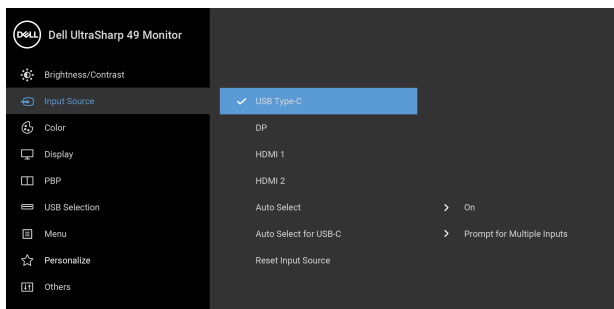 DELL Dell UltraSharp 49 Monitor
Brightness/Contrast
Input Source USB Type-C
Color DP
Display HDMI 1
PBP HDMI 2
USB Selection Auto Select On
Menu Auto Select for USB-C Prompt for Multiple Inputs
Personalize Reset Input Source
Others